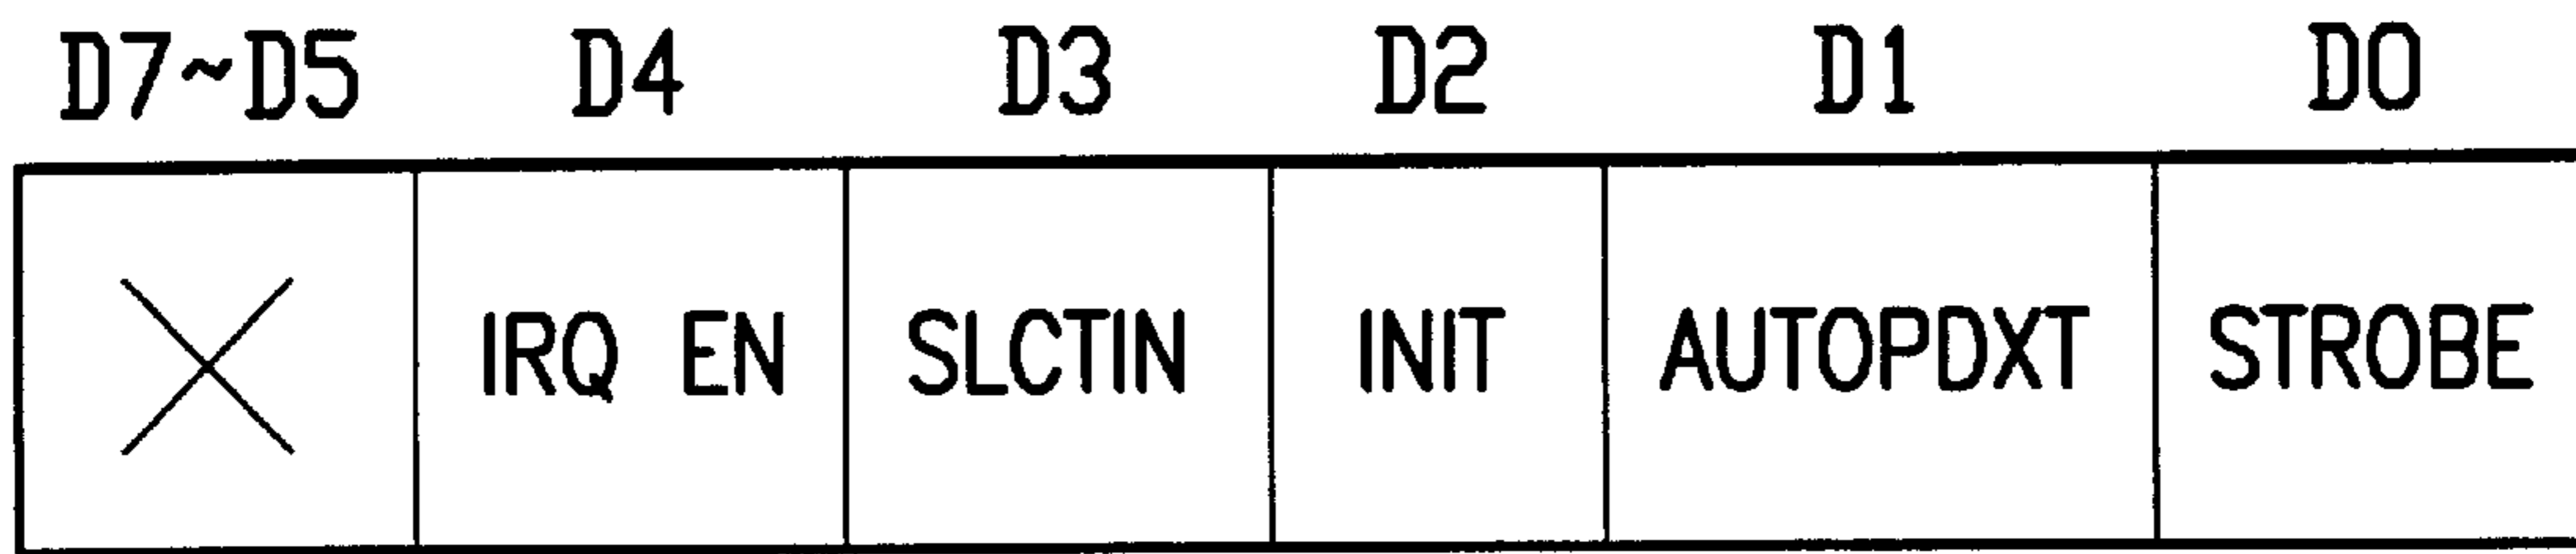 D7~D5 D4 D3 D2 D1 D0
IRQ EN SLCTIN INIT AUTOPDXT STROBE